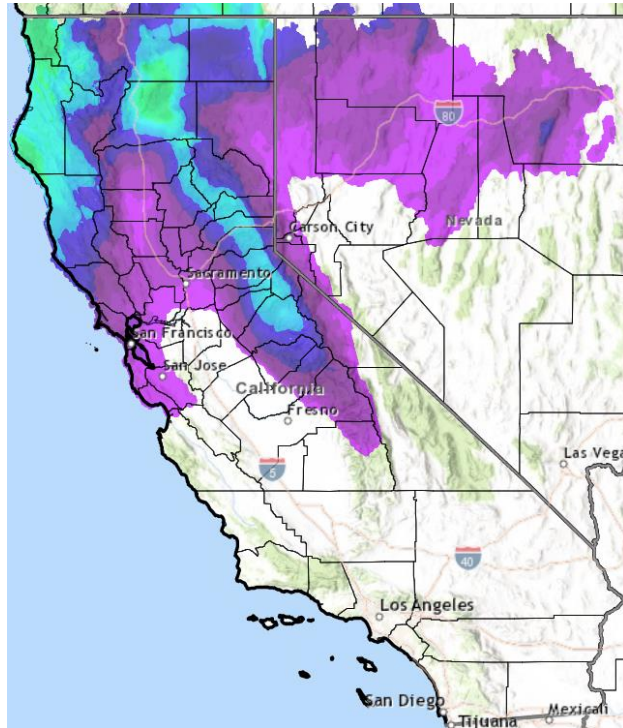 80
Nevada
Carson City
Sacramento
San Francisco
San Jose
California
Fresno
5
Las Vega
40
Los Angeles
San Diego
Mexicali
Tijuana